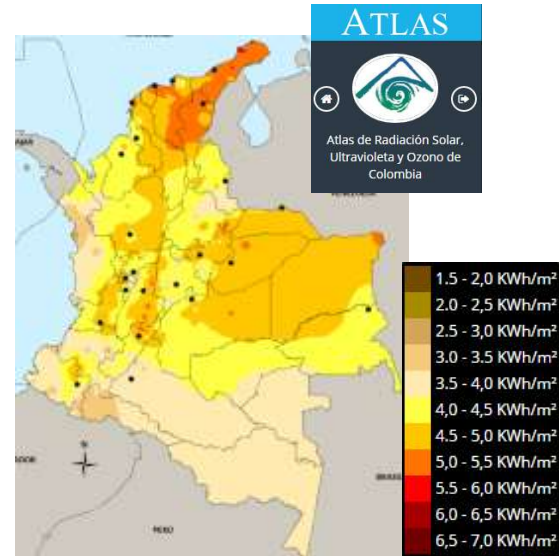 ATLAS
Atlas de Radiación Solar,
Ultravioleta y Ozono de
Colombia
1.5 - 2,0 KWh/m²
2.0 - 2,5 KWh/m²
2.5 - 3,0 KWh/m²
3.0 - 3.5 KWh/m²
3.5 - 4,0 KWh/m²
4,0 - 4,5 KWh/m²
4.5 - 5,0 KWh/m²
5,0 - 5,5 KWh/m²
5.5 - 6,0 KWh/m²
6,0 - 6,5 KWh/m²
6,5 - 7,0 KWh/m²
PERÚ